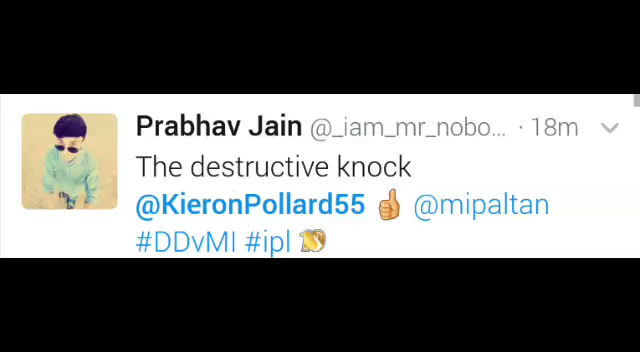 Prabhav Jain @_iam_mr_nobo... · 18m
The destructive knock
@KieronPollard55 👍 @mipaltan
#DDvMI #ipl